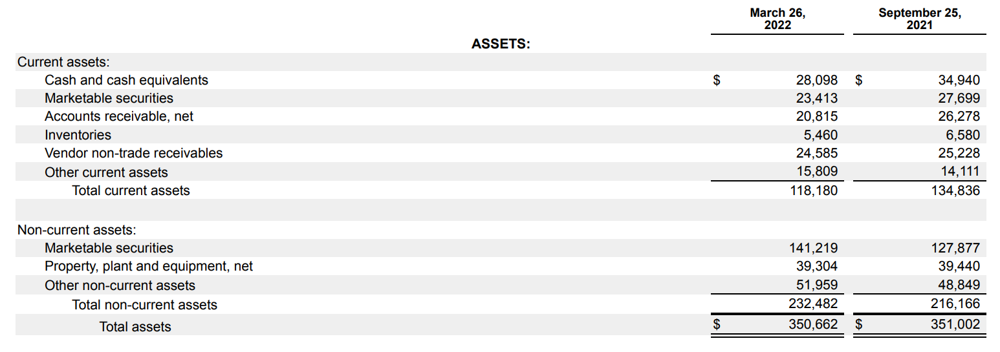 March 26, 2022 September 25, 2021
ASSETS:
Current assets:
Cash and cash equivalents $ 28,098 $ 34,940
Marketable securities 23,413 27,699
Accounts receivable, net 20,815 26,278
Inventories 5,460 6,580
Vendor non-trade receivables 24,585 25,228
Other current assets 15,809 14,111
Total current assets 118,180 134,836
Non-current assets:
Marketable securities 141,219 127,877
Property, plant and equipment, net 39,304 39,440
Other non-current assets 51,959 48,849
Total non-current assets 232,482 216,166
Total assets $ 350,662 $ 351,002